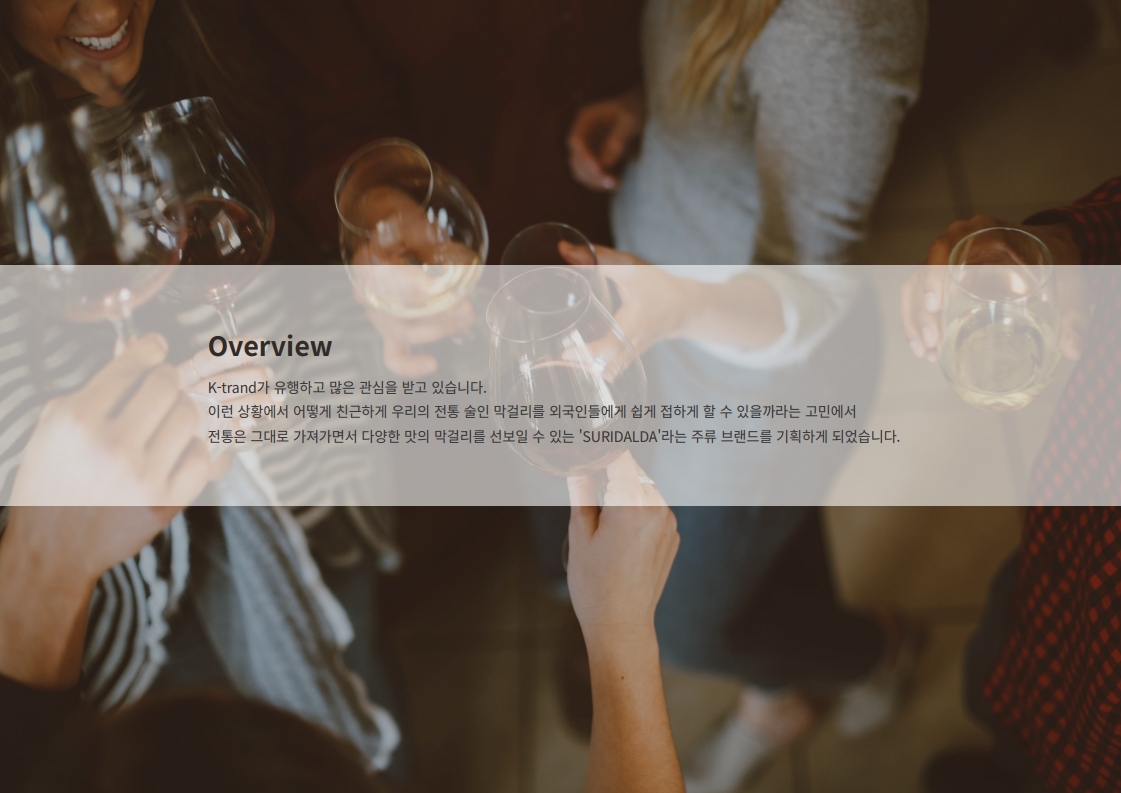 Overview
K-trand가 유행하고 많은 관심을 받고 있습니다.
이런 상황에서 어떻게 친근하게 우리의 전통 술인 막걸리를 외국인들에게 쉽게 접하게 할 수 있을까라는 고민에서
전통은 그대로 가져가면서 다양한 맛의 막걸리를 선보일 수 있는 'SURIDALDA'라는 주류 브랜드를 기획하게 되었습니다.